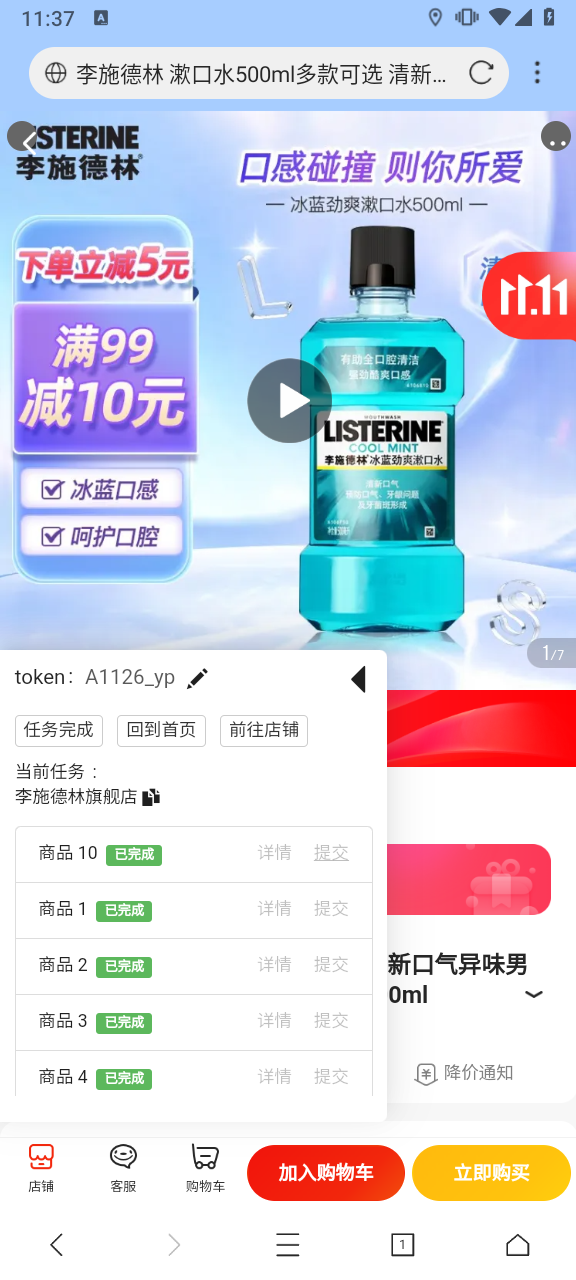 11:37
李施德林 漱口水500ml多款可选 清新...
LISTERINE
李施德林
口感碰撞 则你所爱
— 冰蓝劲爽漱口水500ml —
下单立减5元
11.11
满99
减10元
有助全口腔清洁
强劲酷爽口感
MOUTHWASH
LISTERINE
COOL MINT
李施德林冰蓝劲爽漱口水
清新口气
冰蓝口感
呵护口腔
1/7
token： A1126_yp
任务完成 回到首页 前往店铺
当前任务 ：
李施德林旗舰店
商品 10 已完成 详情 提交
商品 1 已完成 详情 提交
商品 2 已完成 详情 提交
商品 3 已完成 详情 提交
商品 4 已完成 详情 提交
新口气异味男
0ml
降价通知
店铺 客服 购物车 加入购物车 立即购买
1